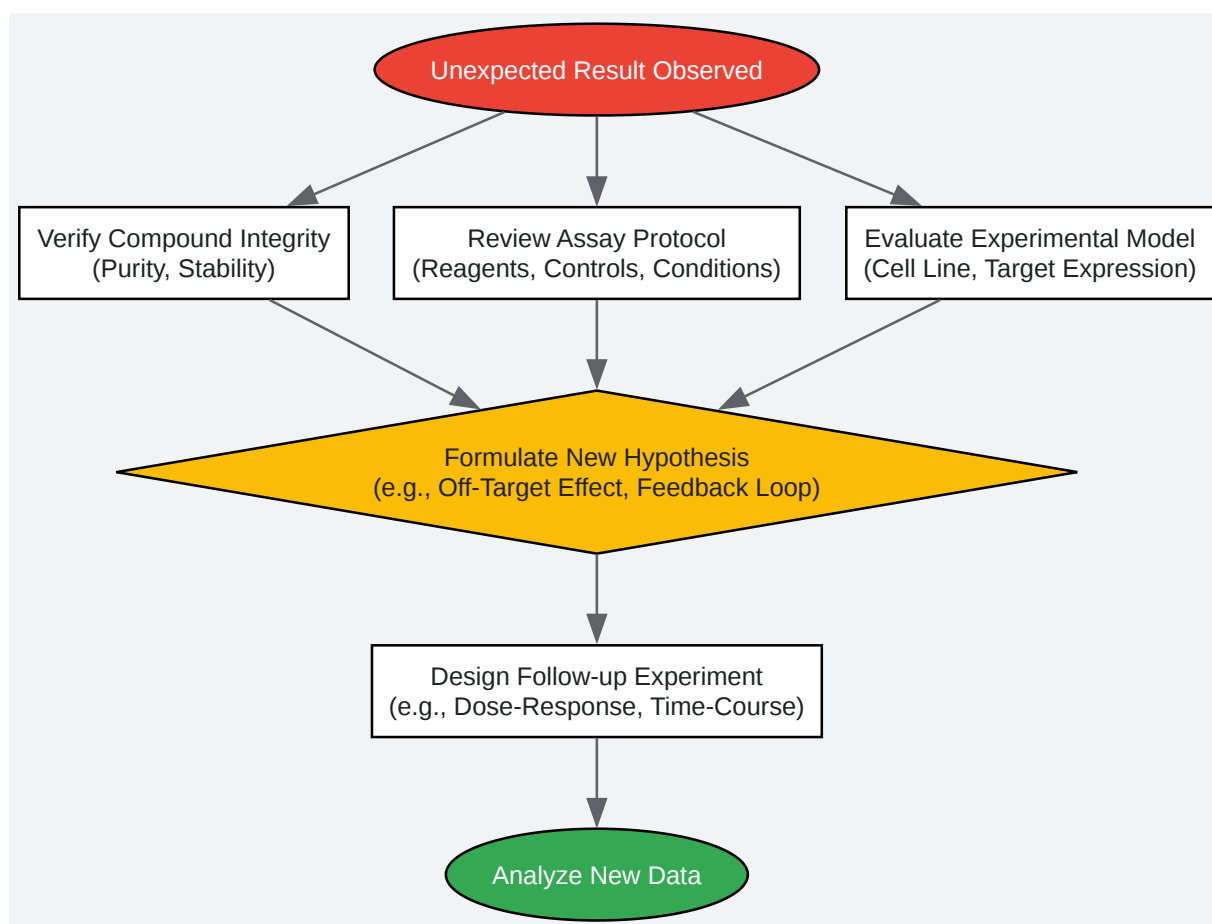 Unexpected Result Observed
Verify Compound Integrity
(Purity, Stability)
Review Assay Protocol
(Reagents, Controls, Conditions)
Evaluate Experimental Model
(Cell Line, Target Expression)
Formulate New Hypothesis
(e.g., Off-Target Effect, Feedback Loop)
Design Follow-up Experiment
(e.g., Dose-Response, Time-Course)
Analyze New Data